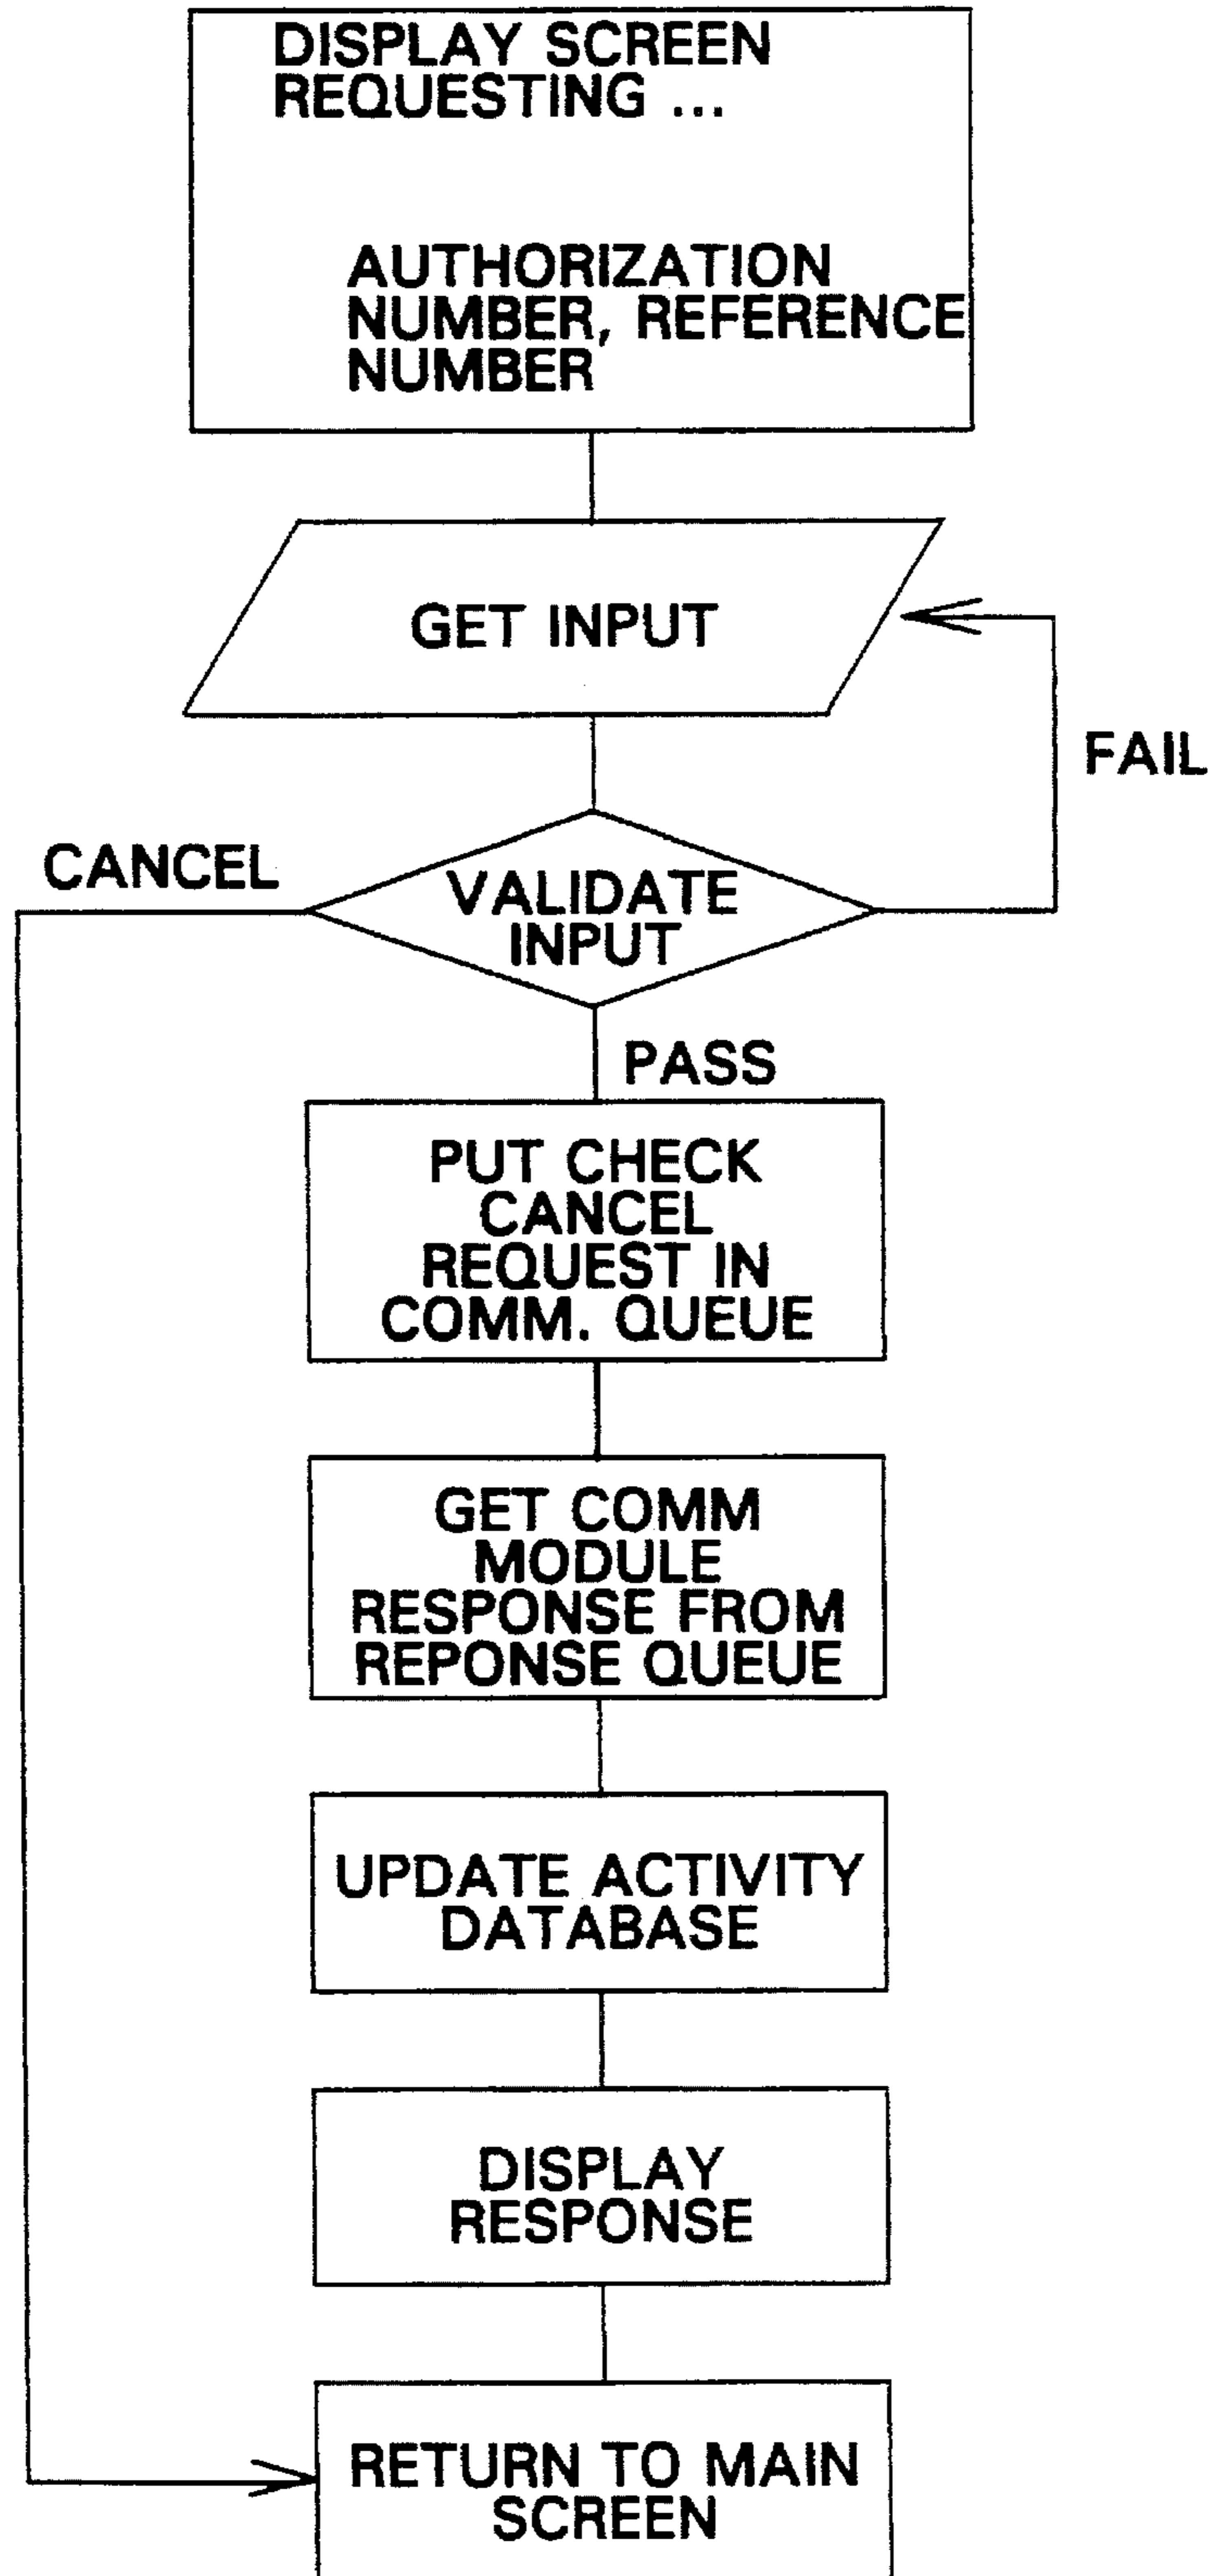 DISPLAY SCREEN
REQUESTING ...
AUTHORIZATION
NUMBER, REFERENCE
NUMBER
GET INPUT
FAIL
CANCEL
VALIDATE
INPUT
PASS
PUT CHECK
CANCEL
REQUEST IN
COMM. QUEUE
GET COMM
MODULE
RESPONSE FROM
REPONSE QUEUE
UPDATE ACTIVITY
DATABASE
DISPLAY
RESPONSE
RETURN TO MAIN
SCREEN